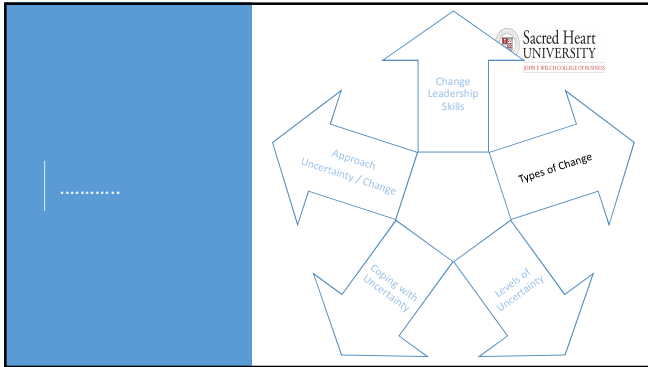 Sacred Heart
UNIVERSITY
JOHN F. WELCH COLLEGE OF BUSINESS
Change
Leadership
Skills
Approach
Uncertainty / Change
Types of Change
............
Coping with
Uncertainty
Levels of
Uncertainty